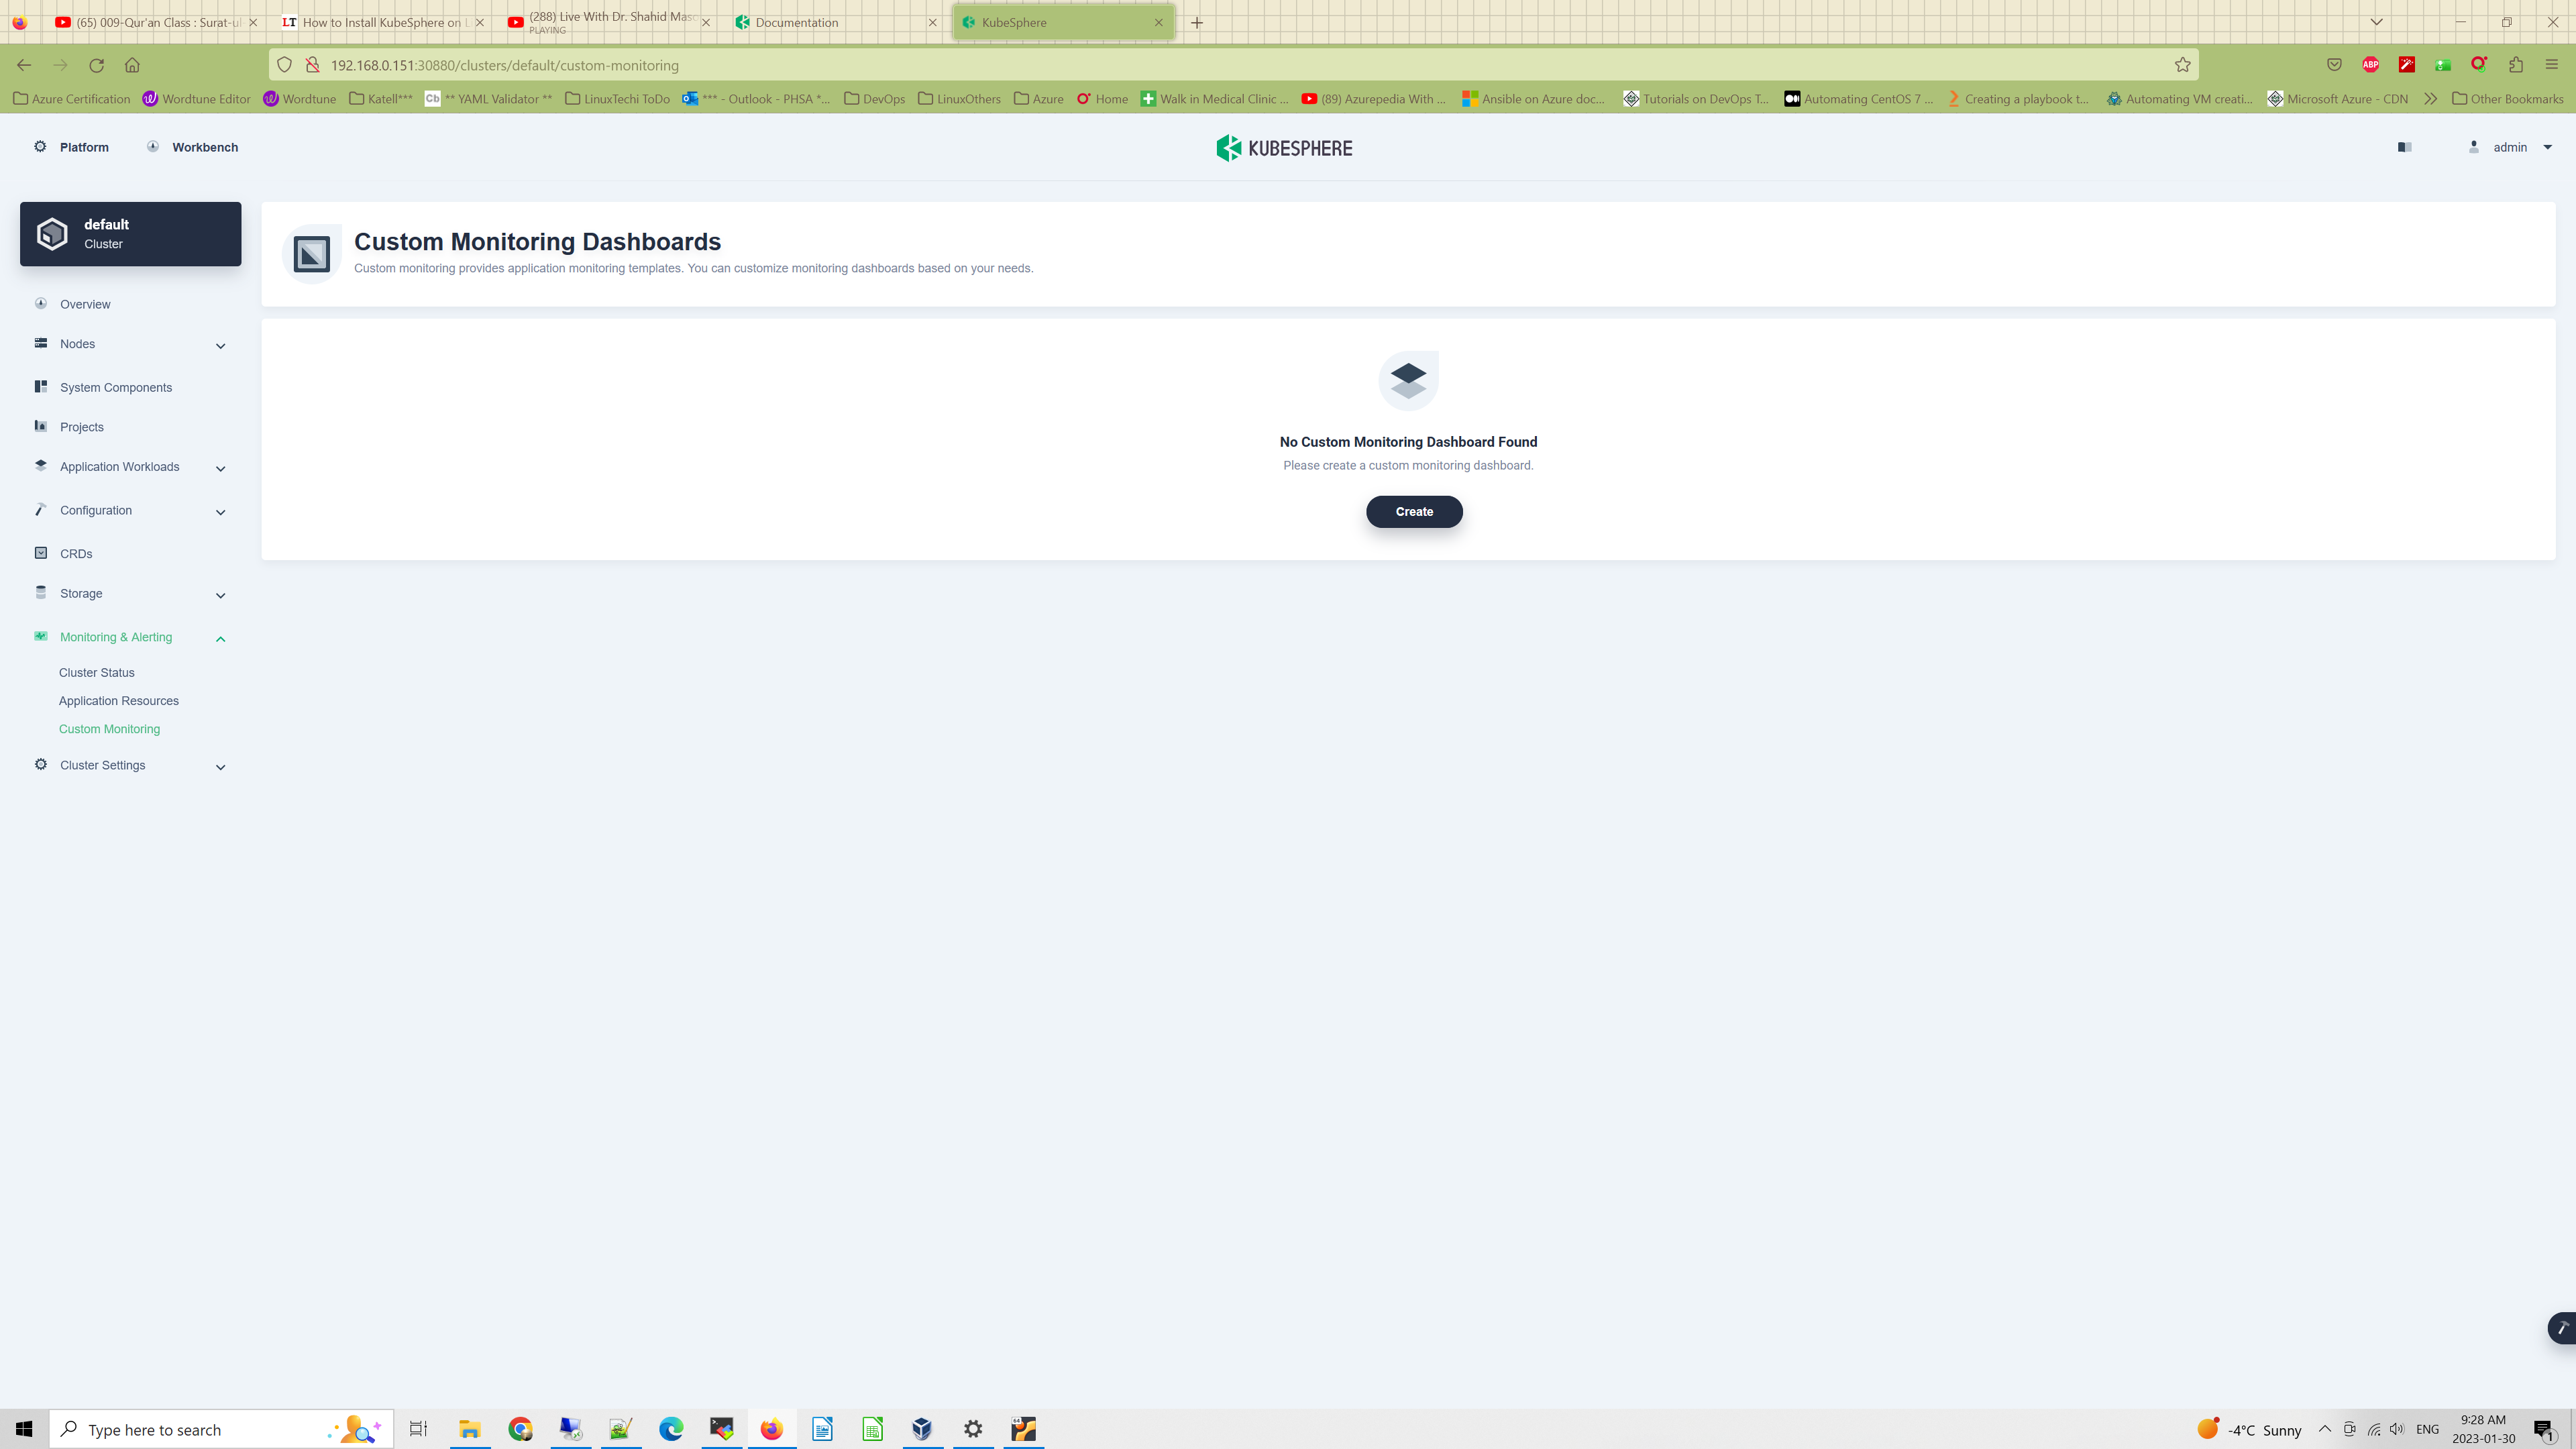 (65) 009-Qur'an Class : Surat-ul-
How to Install KubeSphere on L
(288) Live With Dr. Shahid Maso
PLAYING
Documentation
KubeSphere
192.168.0.151:30880/clusters/default/custom-monitoring
ABP
Azure Certification
Wordtune Editor
Wordtune
Katell***
Cb ** YAML Validator **
LinuxTechi ToDo
*** - Outlook - PHSA *...
DevOps
LinuxOthers
Azure
Home
Walk in Medical Clinic ...
(89) Azurepedia With ...
Ansible on Azure doc...
Tutorials on DevOps T...
Automating CentOS 7 ...
Creating a playbook t...
Automating VM creati...
Microsoft Azure - CDN
Other Bookmarks
Platform
Workbench
KUBESPHERE
admin
default
Cluster
Overview
Nodes
System Components
Projects
Application Workloads
Configuration
CRDs
Storage
Monitoring & Alerting
Cluster Status
Application Resources
Custom Monitoring
Cluster Settings
Custom Monitoring Dashboards
Custom monitoring provides application monitoring templates. You can customize monitoring dashboards based on your needs.
No Custom Monitoring Dashboard Found
Please create a custom monitoring dashboard.
Create
Type here to search
-4°C Sunny
ENG
9:28 AM
2023-01-30
1